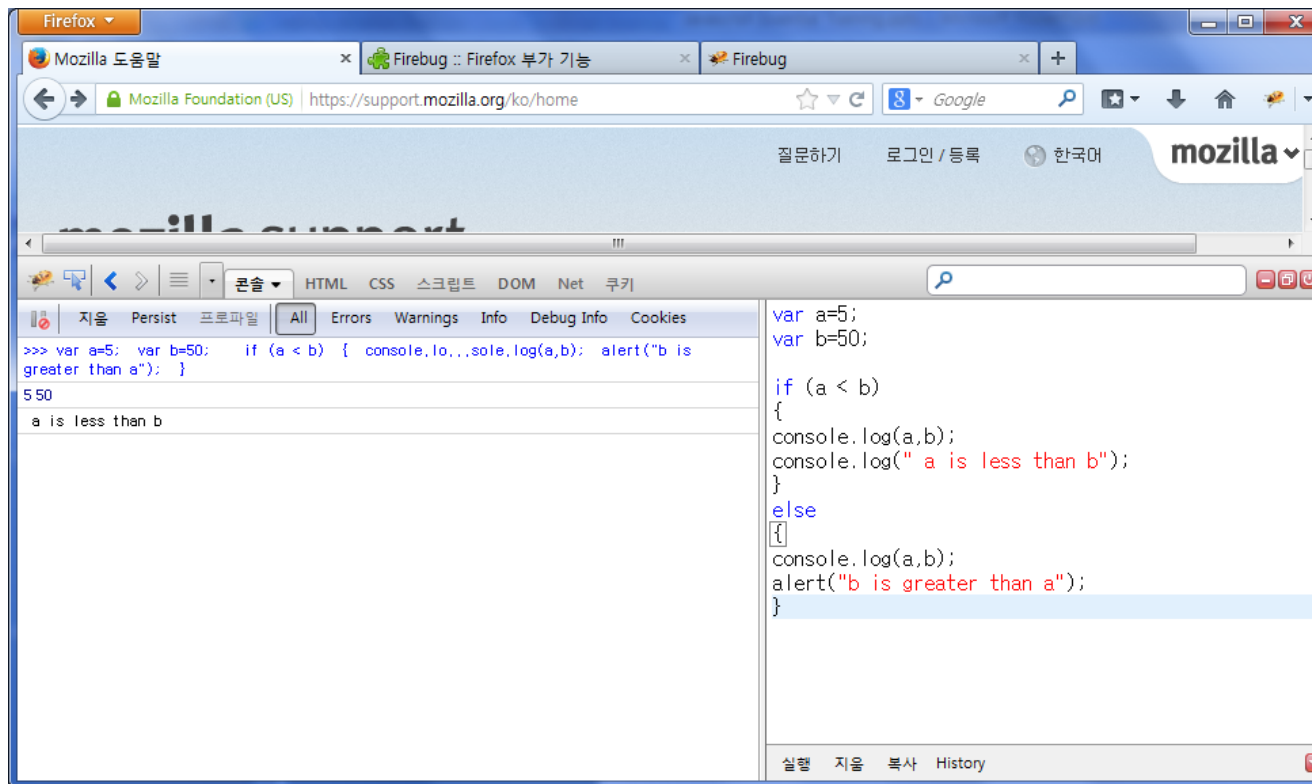 Firefox
Mozilla 도움말
Firebug :: Firefox 부가 기능
Firebug
Mozilla Foundation (US) https://support.mozilla.org/ko/home
Google
질문하기 로그인 / 등록 한국어 mozilla
mozilla support
콘솔 HTML CSS 스크립트 DOM Net 쿠키
지움 Persist 프로파일 All Errors Warnings Info Debug Info Cookies
>>> var a=5; var b=50; if (a < b) { console.lo...sole.log(a,b); alert("b is
greater than a"); }
5 50
a is less than b
var a=5;
var b=50;
if (a < b)
{
console.log(a,b);
console.log(" a is less than b");
}
else
{
console.log(a,b);
alert("b is greater than a");
}
실행 지움 복사 History